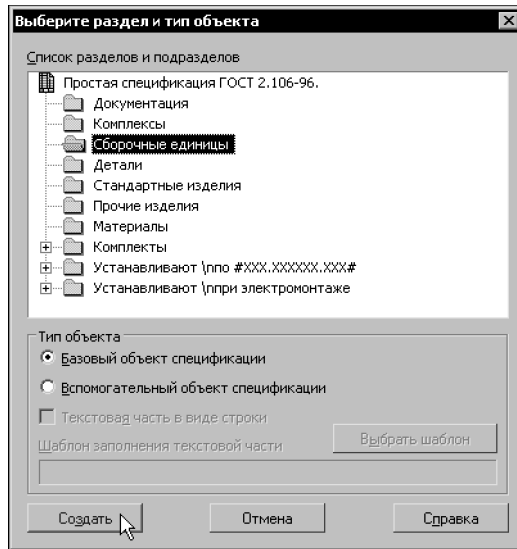 Выберите раздел и тип объекта
Список разделов и подразделов
Простая спецификация ГОСТ 2.106-96.
Документация
Комплексы
Сборочные единицы
Детали
Стандартные изделия
Прочие изделия
Материалы
Комплекты
Устанавливают \nпо #XXX.XXXXXX.XXX#
Устанавливают \nпри электромонтаже
Тип объекта
Базовый объект спецификации
Вспомогательный объект спецификации
Текстовая часть в виде строки
Шаблон заполнения текстовой части
Выбрать шаблон
Создать
Отмена
Справка